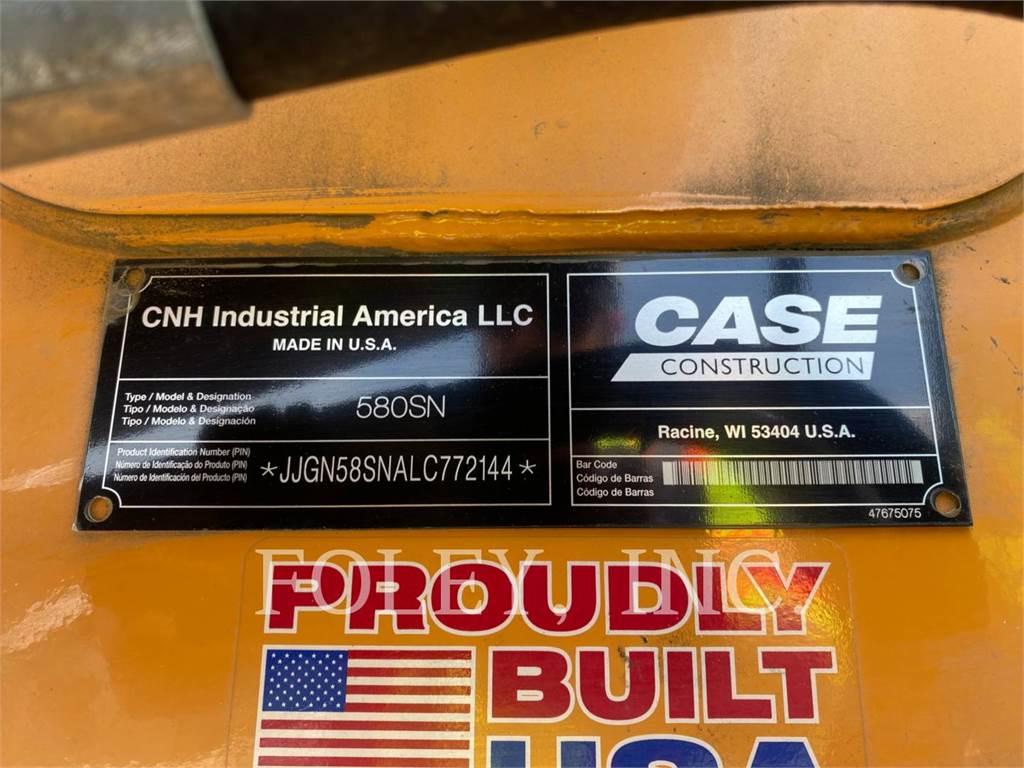 CNH Industrial America LLC
MADE IN U.S.A.
Type / Model & Designation
Tipo / Modelo & Designação
Tipo / Modelo & Designación
580SN
Product Identification Number (PIN)
Número de Identificação do Produto (PIN)
Número de Identificación del Producto (PIN)
*JJGN58SNALC772144*
CASE
CONSTRUCTION
Racine, WI 53404 U.S.A.
Bar Code
Código de Barras
Código de Barras
47675075
FOLEY, INC.
PROUDLY
BUILT
USA